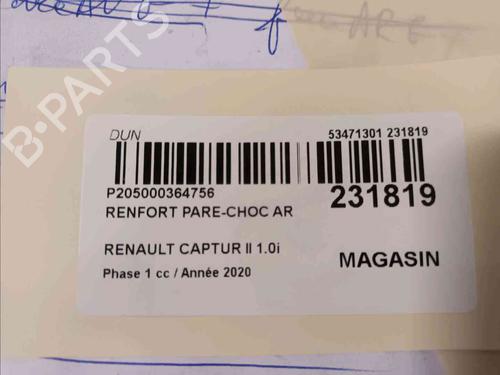 DUN
53471301 231819
P205000364756
231819
RENFORT PARE-CHOC AR
RENAULT CAPTUR II 1.0i
MAGASIN
Phase 1 cc / Année 2020
B-PARTS